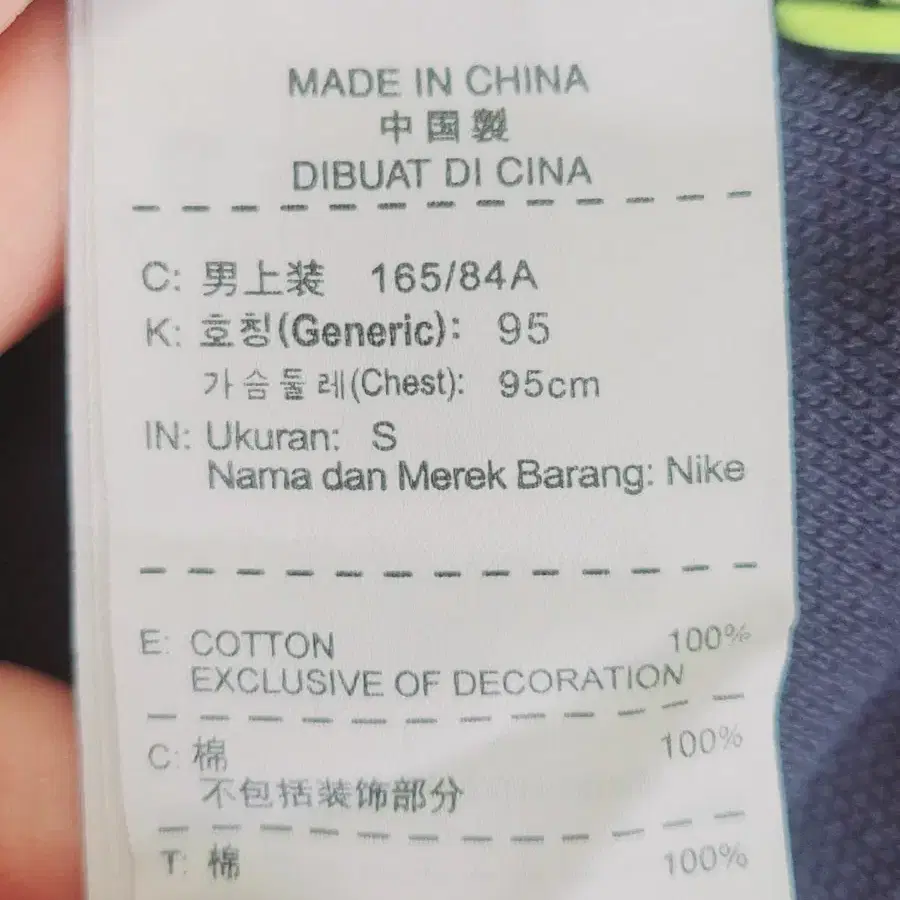 MADE IN CHINA
中国製
DIBUAT DI CINA
C: 男上装 165/84A
K: 호칭(Generic): 95
가슴둘레(Chest): 95cm
IN: Ukuran: S
Nama dan Merek Barang: Nike
E: COTTON 100%
EXCLUSIVE OF DECORATION
C: 棉 100%
不包括装饰部分
T: 棉 100%